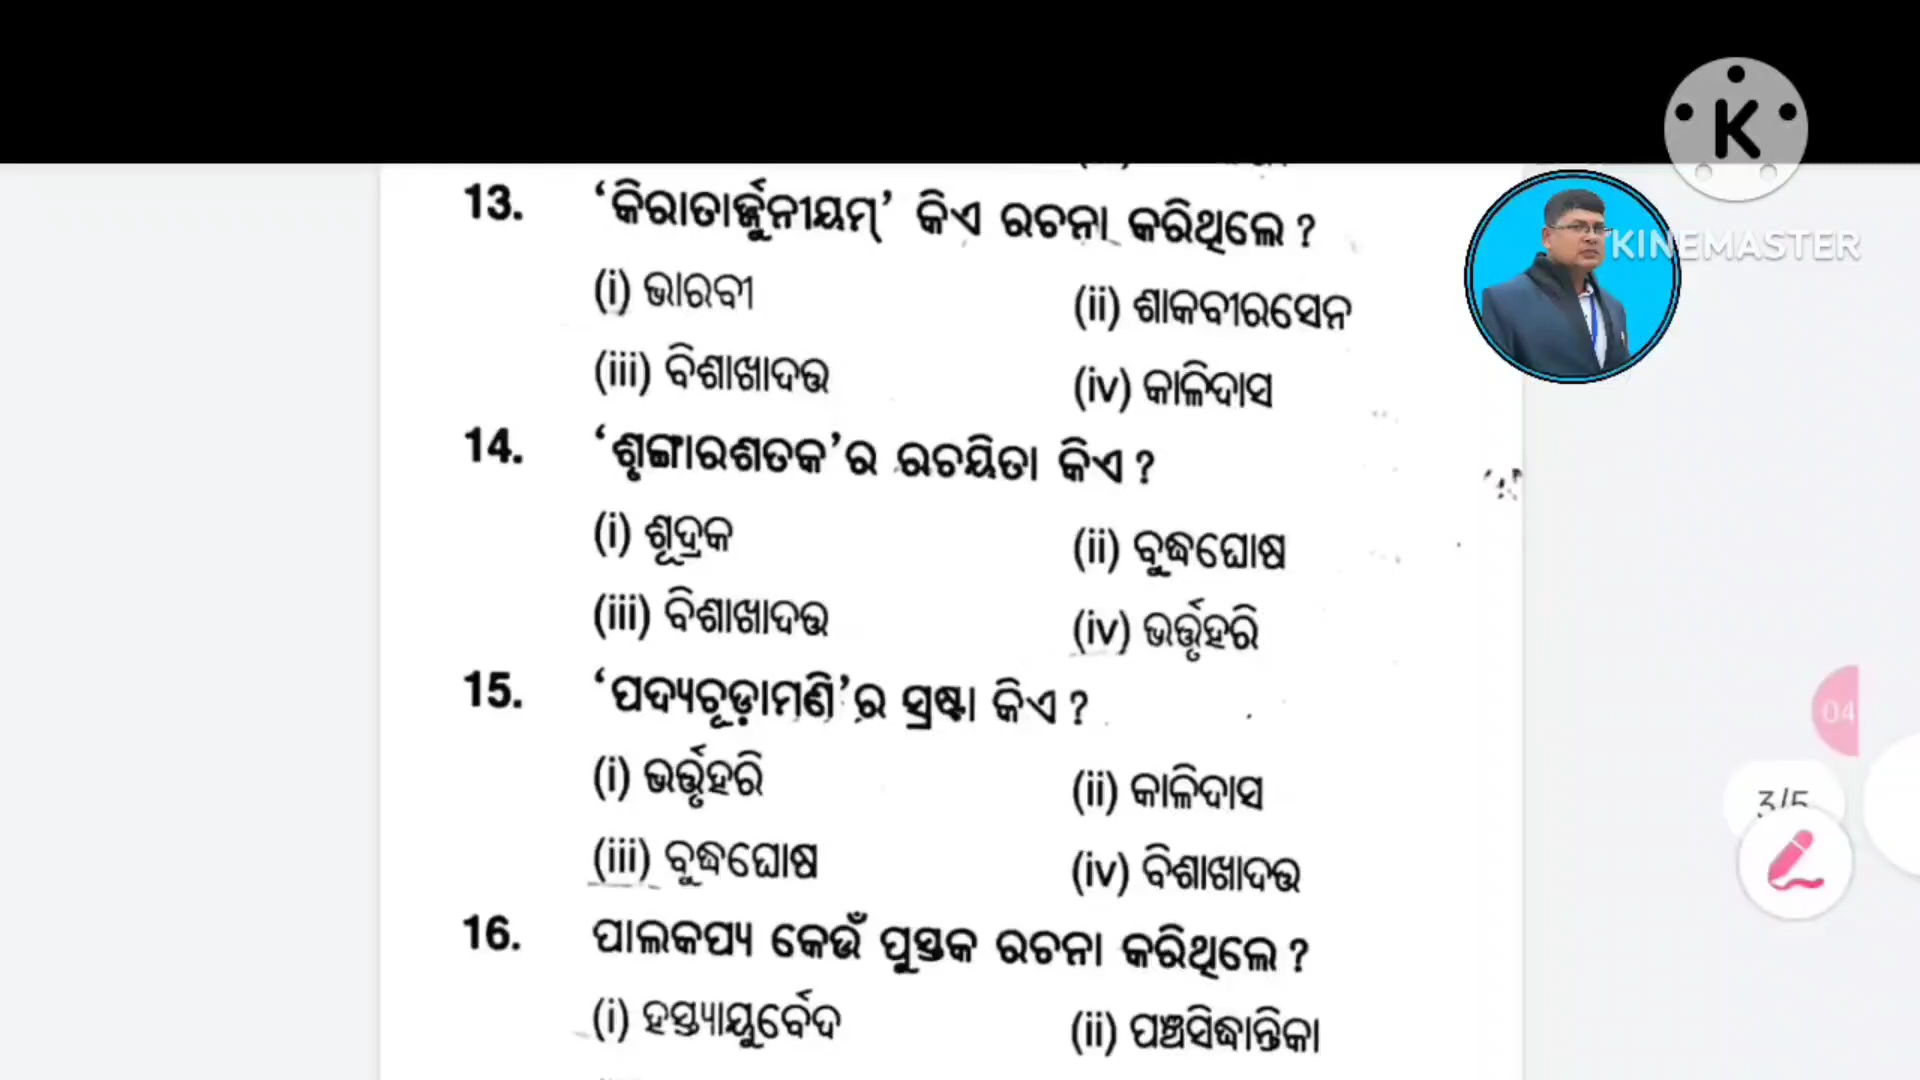 K
KINEMASTER
13. ‘କିରାତାର୍ଜ୍ଜୁନୀୟମ୍’ କିଏ ରଚନା କରିଥିଲେ ?
(i) ଭାରବୀ (ii) ଶାକବୀରସେନ
(iii) ବିଶାଖାଦତ୍ତ (iv) କାଳିଦାସ
14. ‘ଶୃଙ୍ଗାରଶତକ’ର ରଚୟିତା କିଏ ?
(i) ଶୂଦ୍ରକ (ii) ବୁଦ୍ଧଘୋଷ
(iii) ବିଶାଖାଦତ୍ତ (iv) ଭର୍ତ୍ତୃହରି
15. ‘ପଦ୍ୟଚୂଡ଼ାମଣି’ର ସ୍ରଷ୍ଟା କିଏ ?
(i) ଭର୍ତ୍ତୃହରି (ii) କାଳିଦାସ
(iii) ବୁଦ୍ଧଘୋଷ (iv) ବିଶାଖାଦତ୍ତ
16. ପାଲକପ୍ୟ କେଉଁ ପୁସ୍ତକ ରଚନା କରିଥିଲେ ?
(i) ହସ୍ତ୍ୟାୟୁର୍ବେଦ (ii) ପଞ୍ଚସିଦ୍ଧାନ୍ତିକା
04
3/5